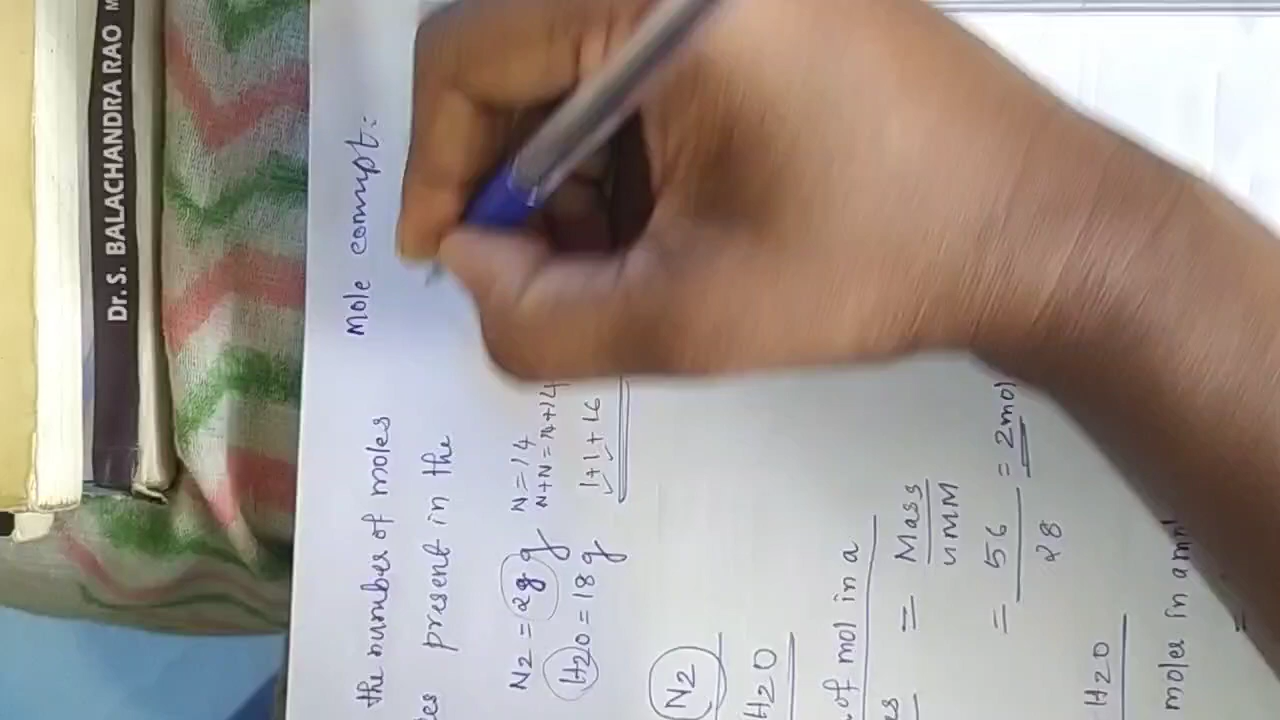 Dr. S. BALACHANDRA RAO M
the number of moles
present in the
N2 = 28 g N=14
N+N=14+14
H2O = 18 g 1+1+16
N2
H2O
of mol in a
= Mass
GMM
= 56 = 2mol
28
H2O
moles in a
Mole comupt: